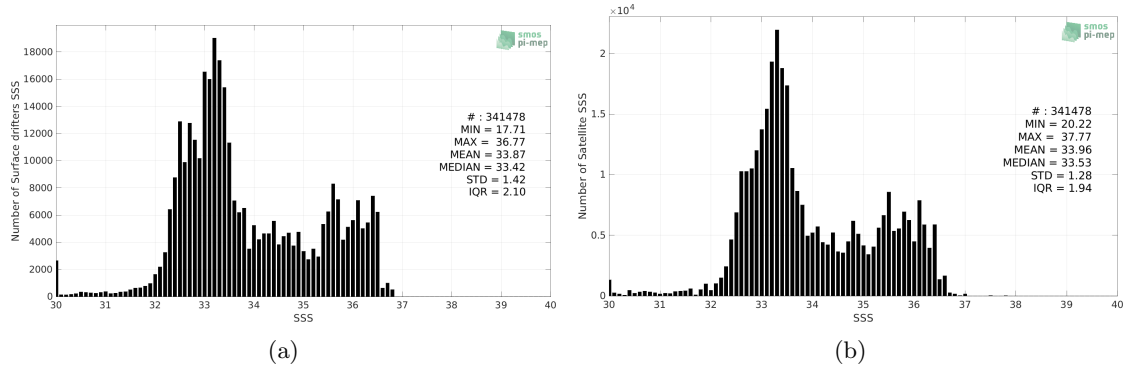 smos
pi-mep
Number of Surface drifters SSS
18000
16000
14000
12000
10000
8000
6000
4000
2000
0
# : 341478
MIN = 17.71
MAX =  36.77
MEAN = 33.87
MEDIAN = 33.42
STD = 1.42
IQR = 2.10
30 31 32 33 34 35 36 37 38 39 40
SSS
(a)
×10⁴
smos
pi-mep
Number of Satellite SSS
2
1.5
1
0.5
0
# : 341478
MIN = 20.22
MAX =  37.77
MEAN = 33.96
MEDIAN = 33.53
STD = 1.28
IQR = 1.94
30 31 32 33 34 35 36 37 38 39 40
SSS
(b)